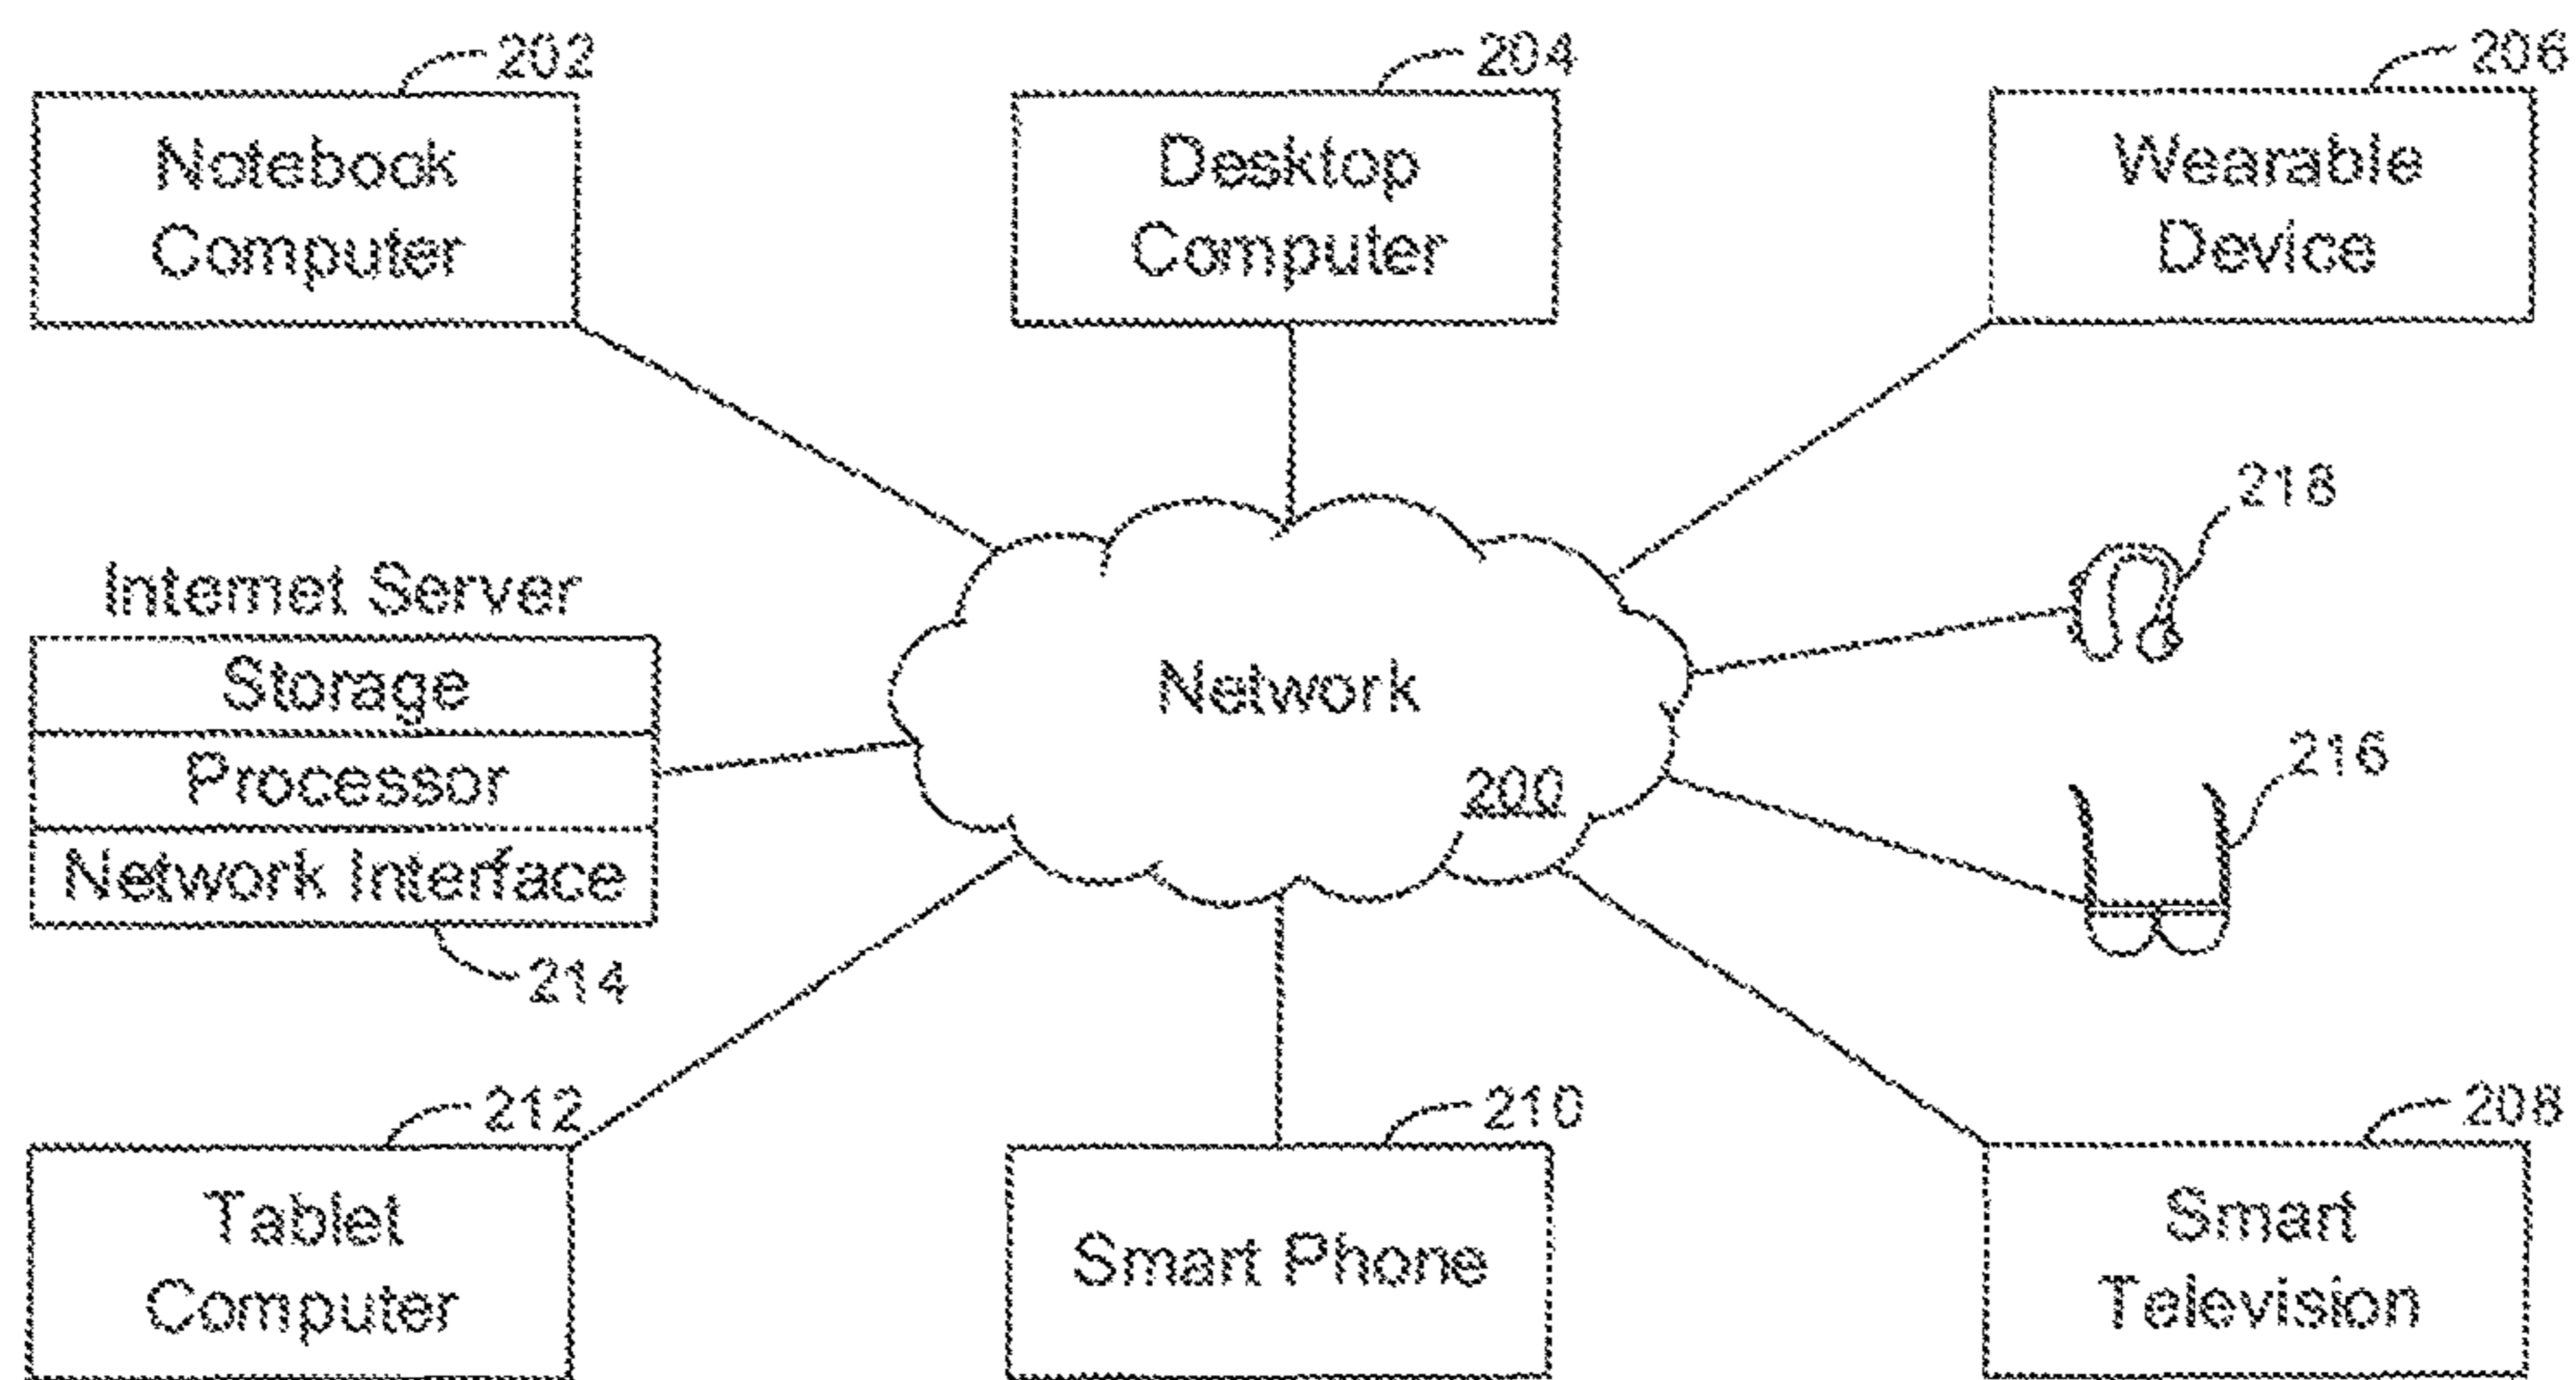 202
204
206
Notebook
Computer
Desktop
Computer
Wearable
Device
218
Internet Server
Storage
Processor
Network Interface
214
Network
200
216
212
210
208
Tablet
Computer
Smart Phone
Smart
Television